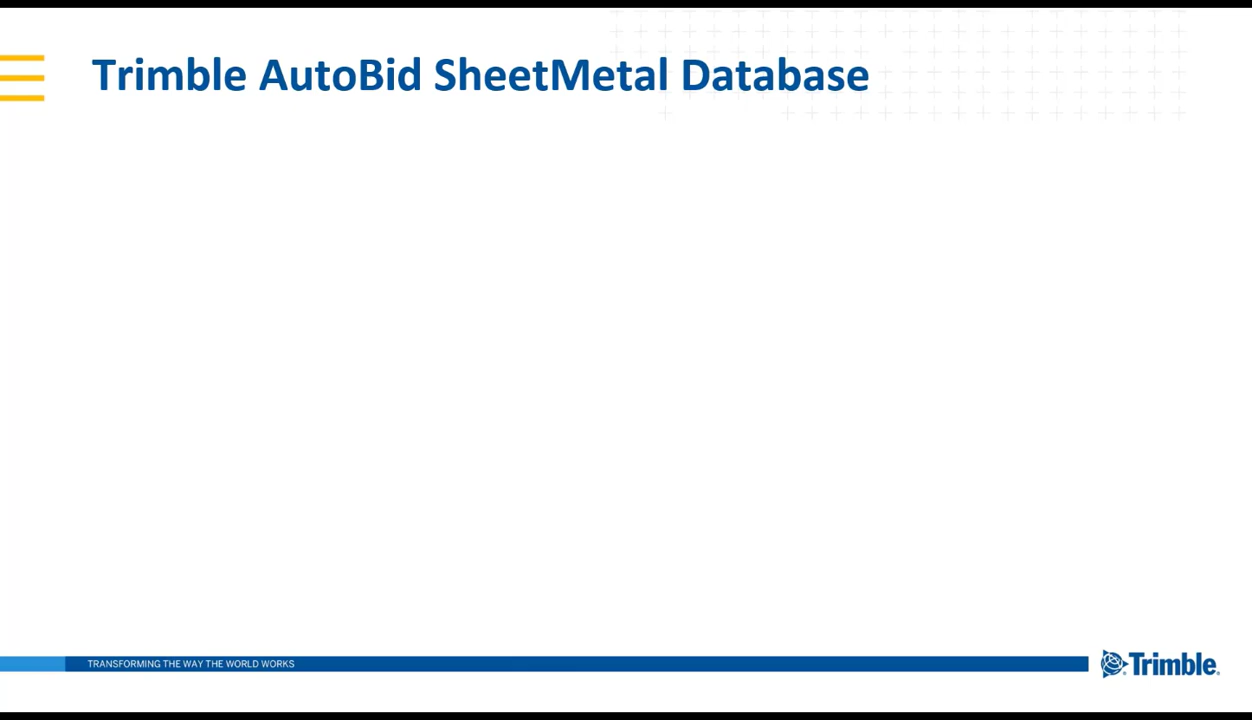 Trimble AutoBid SheetMetal Database
TRANSFORMING THE WAY THE WORLD WORKS
Trimble